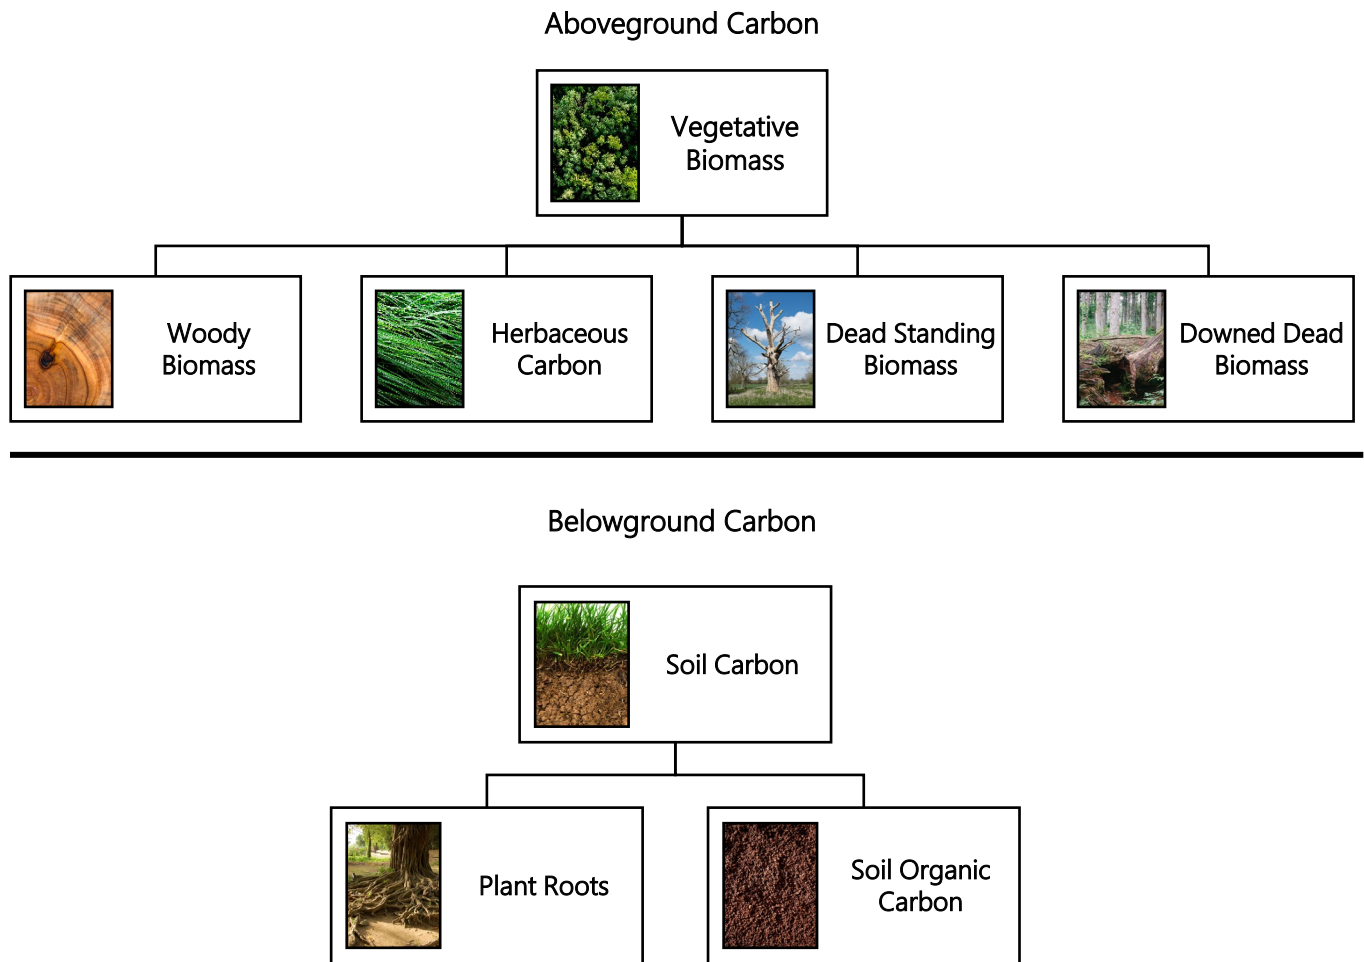 Aboveground Carbon
Vegetative
Biomass
Woody
Biomass
Herbaceous
Carbon
Dead Standing
Biomass
Downed Dead
Biomass
Belowground Carbon
Soil Carbon
Plant Roots
Soil Organic
Carbon